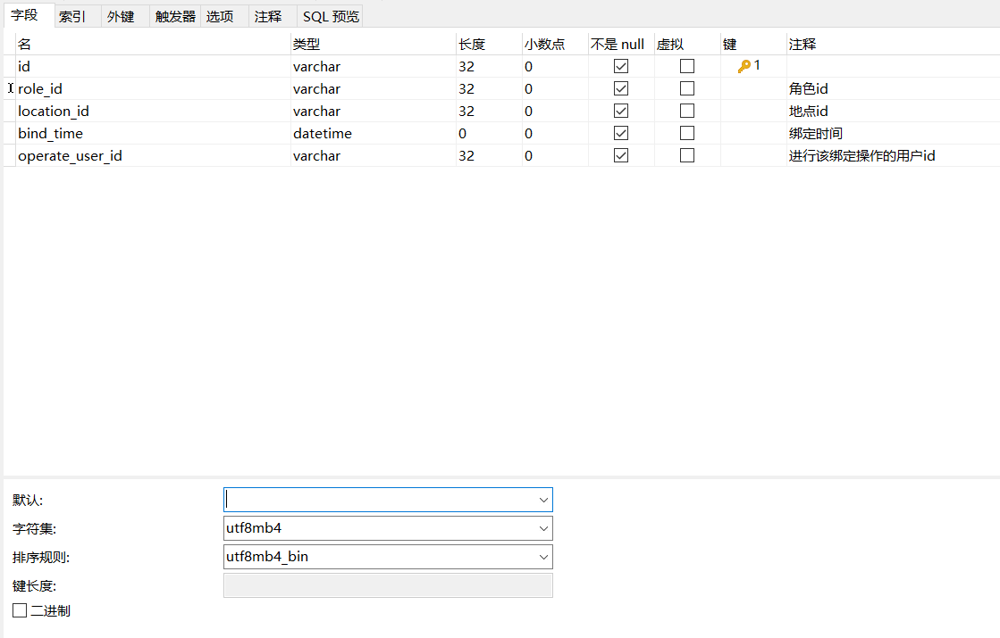 字段 索引 外键 触发器 选项 注释 SQL 预览
名 类型 长度 小数点 不是 null 虚拟 键 注释
id varchar 32 0 1
role_id varchar 32 0 角色id
location_id varchar 32 0 地点id
bind_time datetime 0 0 绑定时间
operate_user_id varchar 32 0 进行该绑定操作的用户id
默认:
字符集: utf8mb4
排序规则: utf8mb4_bin
键长度:
二进制